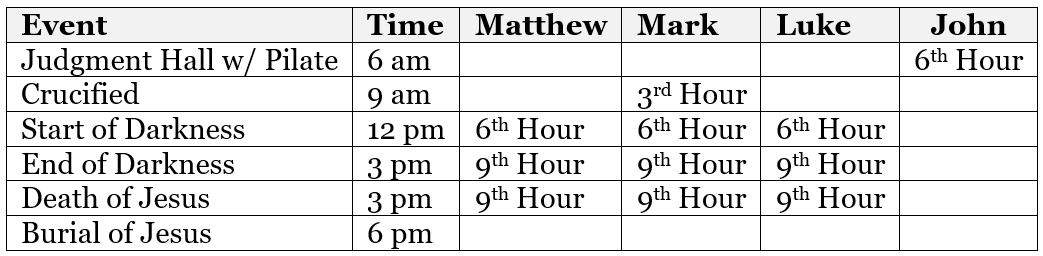 Event Time Matthew Mark Luke John
Judgment Hall w/ Pilate 6 am 6th Hour
Crucified 9 am 3rd Hour
Start of Darkness 12 pm 6th Hour 6th Hour 6th Hour
End of Darkness 3 pm 9th Hour 9th Hour 9th Hour
Death of Jesus 3 pm 9th Hour 9th Hour 9th Hour
Burial of Jesus 6 pm